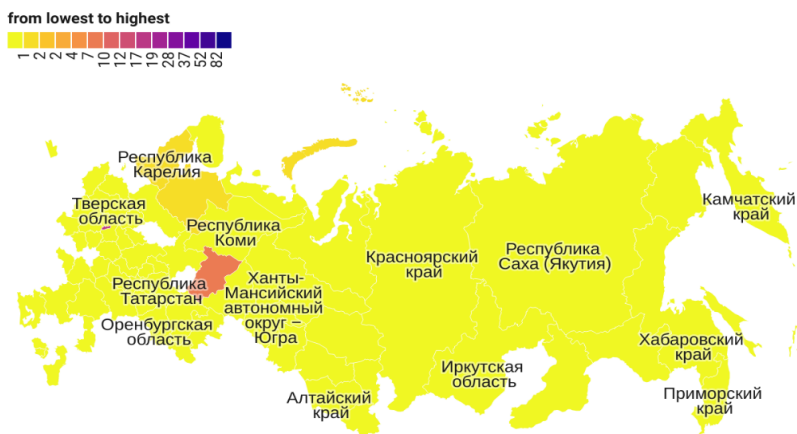 from lowest to highest
1 2 2 4 7 10 12 17 19 28 37 52 82
Республика
Карелия
Тверская
область
Республика
Коми
Камчатский
край
Красноярский
край
Республика
Саха (Якутия)
Республика
Татарстан
Ханты-
Мансийский
автономный
округ –
Югра
Оренбургская
область
Хабаровский
край
Иркутская
область
Алтайский
край
Приморский
край